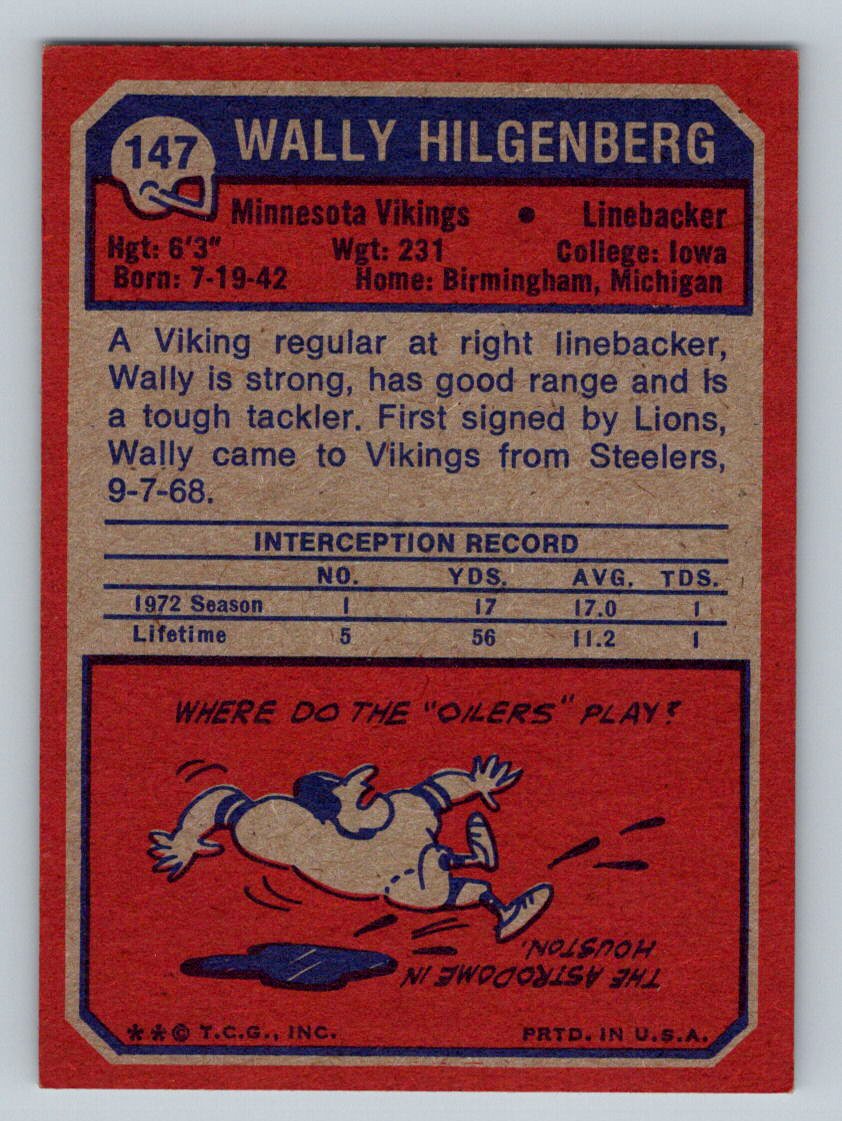 147 WALLY HILGENBERG
Minnesota Vikings • Linebacker
Hgt: 6'3" Wgt: 231 College: Iowa
Born: 7-19-42 Home: Birmingham, Michigan
A Viking regular at right linebacker,
Wally is strong, has good range and is
a tough tackler. First signed by Lions,
Wally came to Vikings from Steelers,
9-7-68.
INTERCEPTION RECORD
NO. YDS. AVG. TDS.
1972 Season 1 17 17.0 1
Lifetime 5 56 11.2 1
WHERE DO THE "OILERS" PLAY?
THE ASTRODOME IN
HOUSTON.
**© T.C.G., INC. PRTD. IN U.S.A.